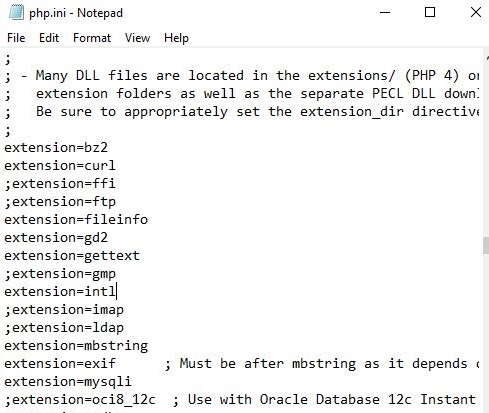 php.ini - Notepad
File Edit Format View Help
;
; - Many DLL files are located in the extensions/ (PHP 4) or
;   extension folders as well as the separate PECL DLL
;   Be sure to appropriately set the extension_dir directive
;
extension=bz2
extension=curl
;extension=ffi
;extension=ftp
extension=fileinfo
extension=gd2
extension=gettext
;extension=gmp
extension=intl
;extension=imap
;extension=ldap
extension=mbstring
extension=exif      ; Must be after mbstring as it depends
extension=mysqli
;extension=oci8_12c  ; Use with Oracle Database 12c Instant